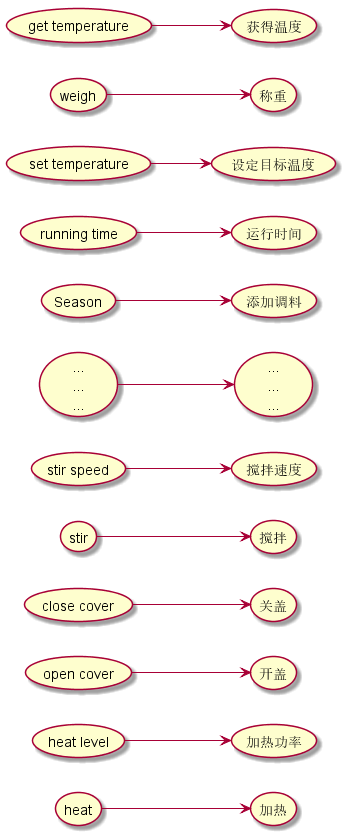 get temperature 获得温度
weigh 称重
set temperature 设定目标温度
running time 运行时间
Season 添加调料
... ...
... ...
... ...
stir speed 搅拌速度
stir 搅拌
close cover 关盖
open cover 开盖
heat level 加热功率
heat 加热